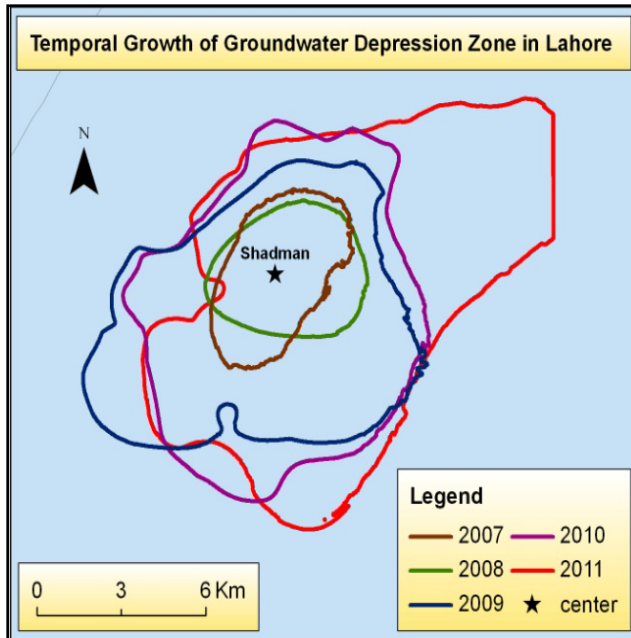 Temporal Growth of Groundwater Depression Zone in Lahore
N
Shadman
Legend
2007 2010
2008 2011
2009 center
0 3 6 Km